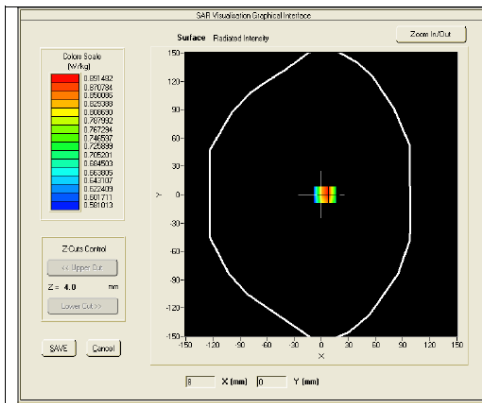 SAR Visualisation Graphical Interface
Surface Radiated Intensity
Zoom In/Out
Colors Scale
(W/kg)
0.891482
0.870784
0.850086
0.829388
0.808690
0.787992
0.767294
0.746597
0.725899
0.705201
0.684503
0.663805
0.643107
0.622409
0.601711
0.581013
150-
120-
90-
60-
30-
0-
-30-
-60-
-90-
-120-
-150-
Y
-150 -120 -90 -60 -30 0 30 60 90 120 150
X
Z Cuts Control
<< Upper Cut
Z = 4.0 mm
Lower Cut >>
SAVE Cancel
8 X (mm) 0 Y (mm)